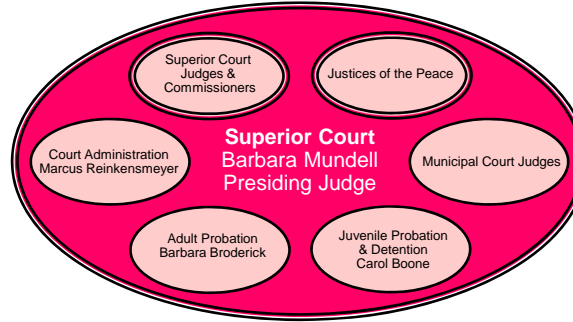 Superior Court
Judges &
Commissioners
Justices of the Peace
Court Administration
Marcus Reinkensmeyer
Superior Court
Barbara Mundell
Presiding Judge
Municipal Court Judges
Adult Probation
Barbara Broderick
Juvenile Probation
& Detention
Carol Boone